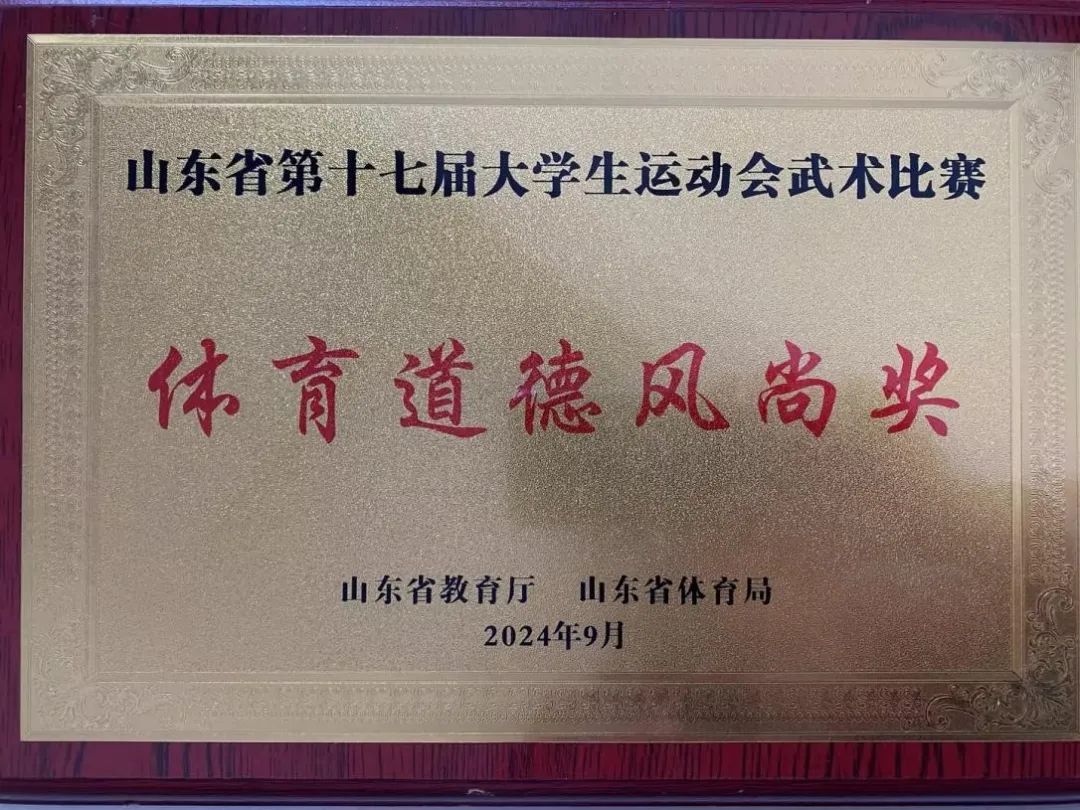 山东省第十七届大学生运动会武术比赛
体育道德风尚奖
山东省教育厅 山东省体育局
2024年9月